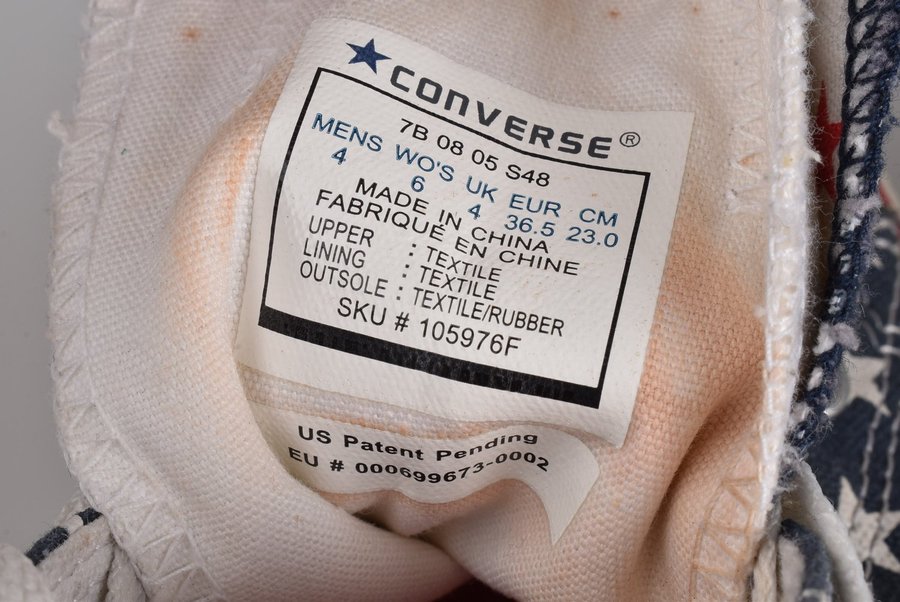 CONVERSE®
7B 08 05 S48
MENS WO'S UK EUR CM
4 6 4 36.5 23.0
MADE IN CHINA
FABRIQUE EN CHINE
UPPER : TEXTILE
LINING : TEXTILE
OUTSOLE : TEXTILE/RUBBER
SKU # 105976F
US Patent Pending
EU # 000699673-0002